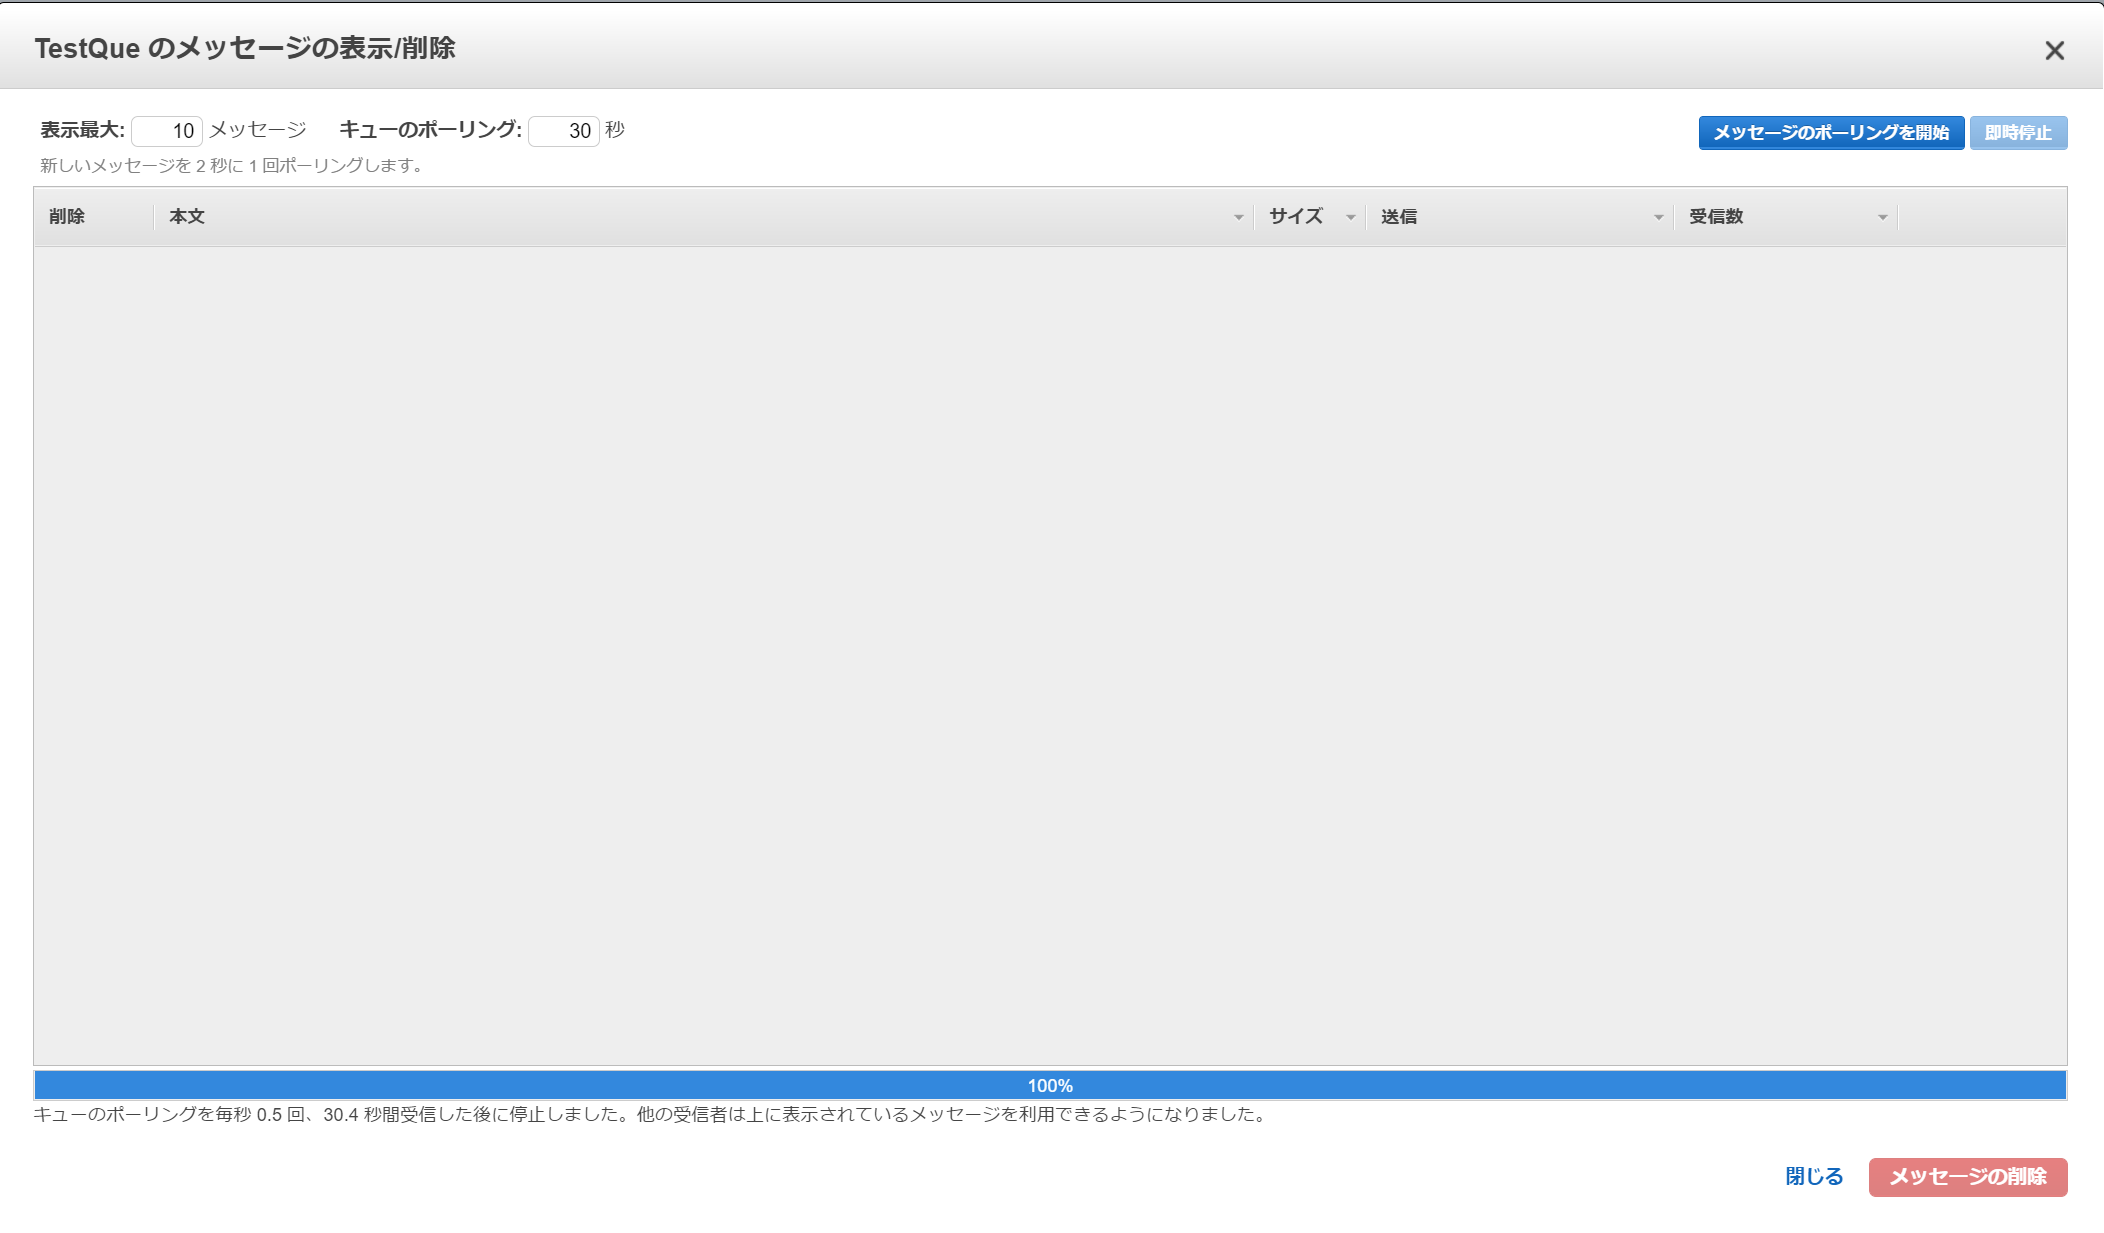 TestQue のメッセージの表示/削除
表示最大: 10 メッセージ キューのポーリング: 30 秒
メッセージのポーリングを開始 即時停止
新しいメッセージを 2 秒に 1 回ポーリングします。
削除 本文 サイズ 送信 受信数
100%
キューのポーリングを毎秒 0.5 回、30.4 秒間受信した後に停止しました。他の受信者は上に表示されているメッセージを利用できるようになりました。
閉じる メッセージの削除